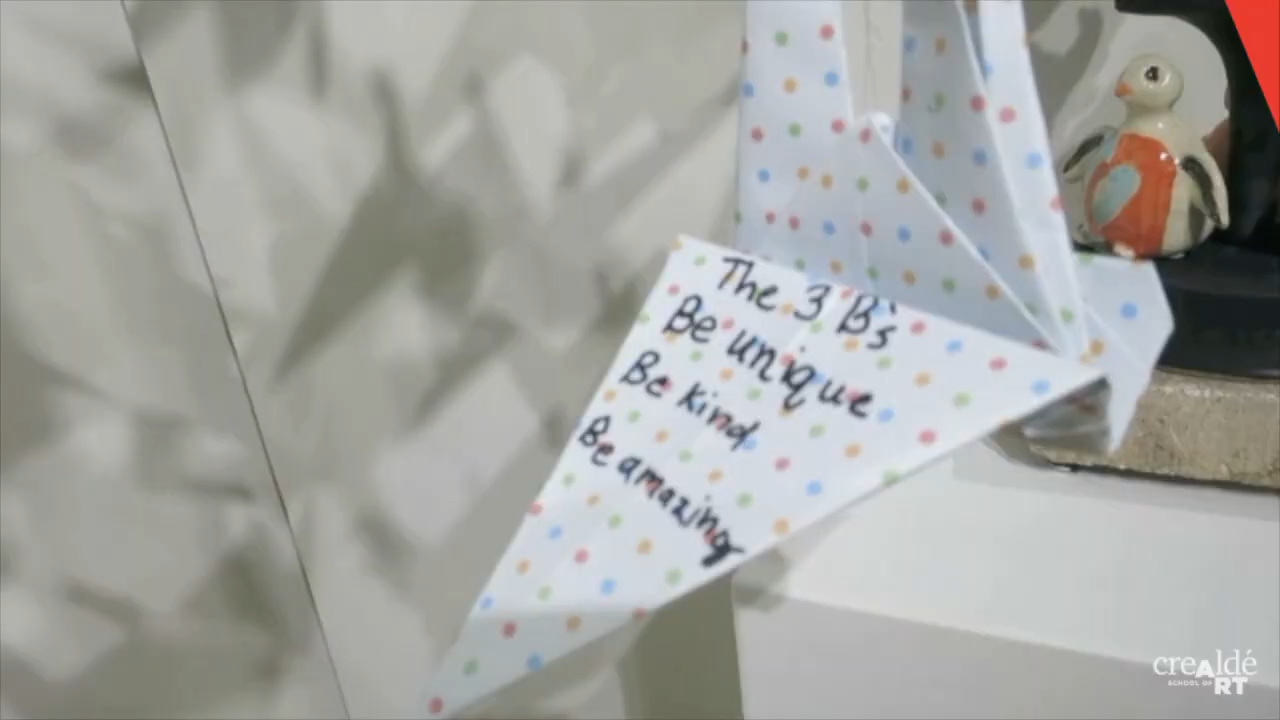 The 3 B's
Be unique
Be kind
Be amazing
crealdé
SCHOOL OF ART